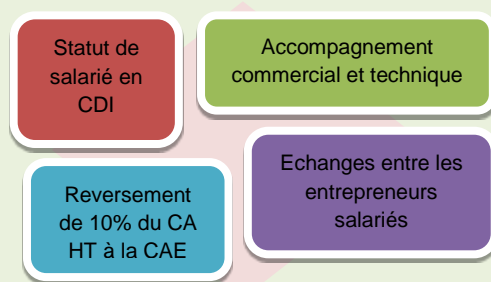 Statut de
salarié en
CDI
Accompagnement
commercial et technique
Reversement
de 10% du CA
HT à la CAE
Echanges entre les
entrepreneurs
salariés